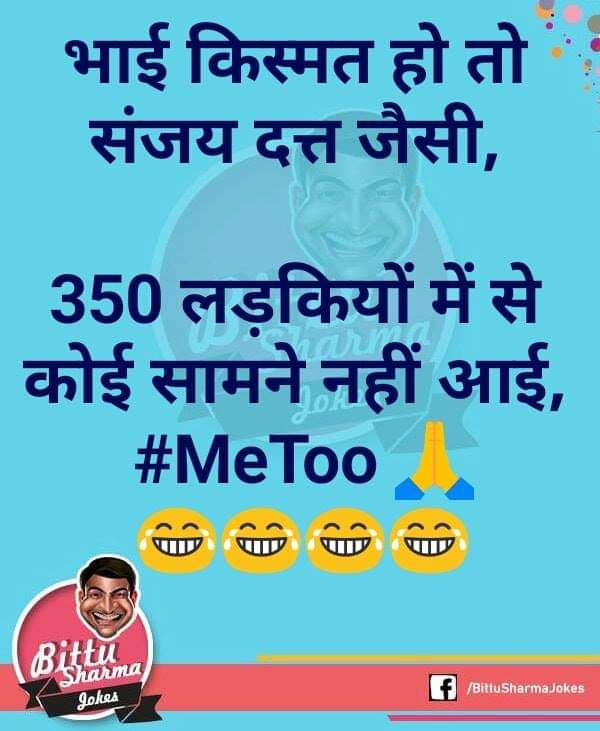 भाई किस्मत हो तो
संजय दत्त जैसी,
350 लड़कियों में से
कोई सामने नहीं आई,
#MeToo 🙏
😂😂😂😂
Bittu
Sharma
Jokes
f /BittuSharmaJokes